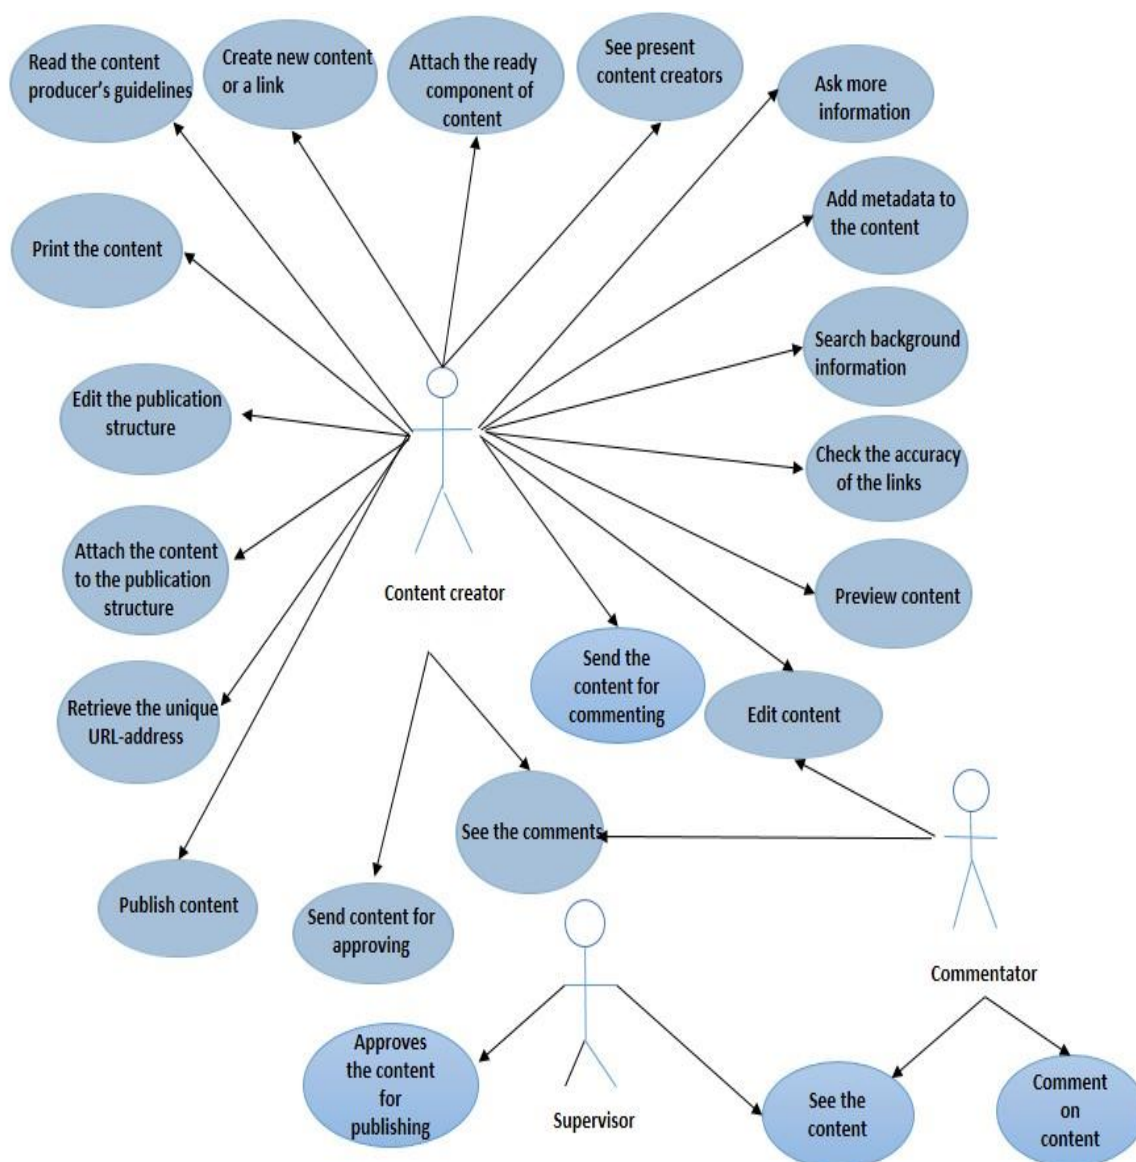 Read the content
producer's guidelines
Create new content
or a link
Attach the ready
component of
content
See present
content creators
Ask more
information
Print the content
Add metadata to
the content
Search background
information
Edit the publication
structure
Check the accuracy
of the links
Attach the content
to the publication
structure
Content creator
Preview content
Send the
content for
commenting
Edit content
Retrieve the unique
URL-address
See the comments
Publish content
Send content for
approving
Commentator
Approves
the content
for
publishing
Supervisor
See the
content
Comment
on
content